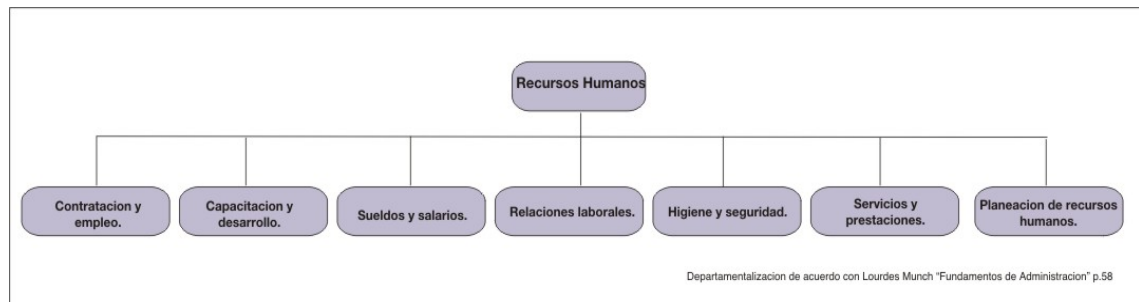 Recursos Humanos
Contratacion y
empleo.
Capacitacion y
desarrollo.
Sueldos y salarios.
Relaciones laborales.
Higiene y seguridad.
Servicios y
prestaciones.
Planeacion de recursos
humanos.
Departamentalizacion de acuerdo con Lourdes Munch “Fundamentos de Administracion” p.58